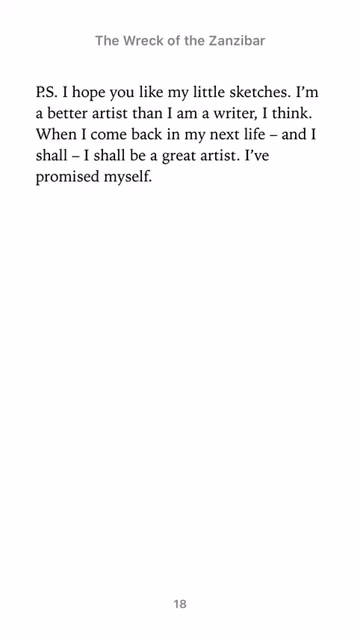 The Wreck of the Zanzibar
P.S. I hope you like my little sketches. I’m
a better artist than I am a writer, I think.
When I come back in my next life – and I
shall – I shall be a great artist. I’ve
promised myself.
18